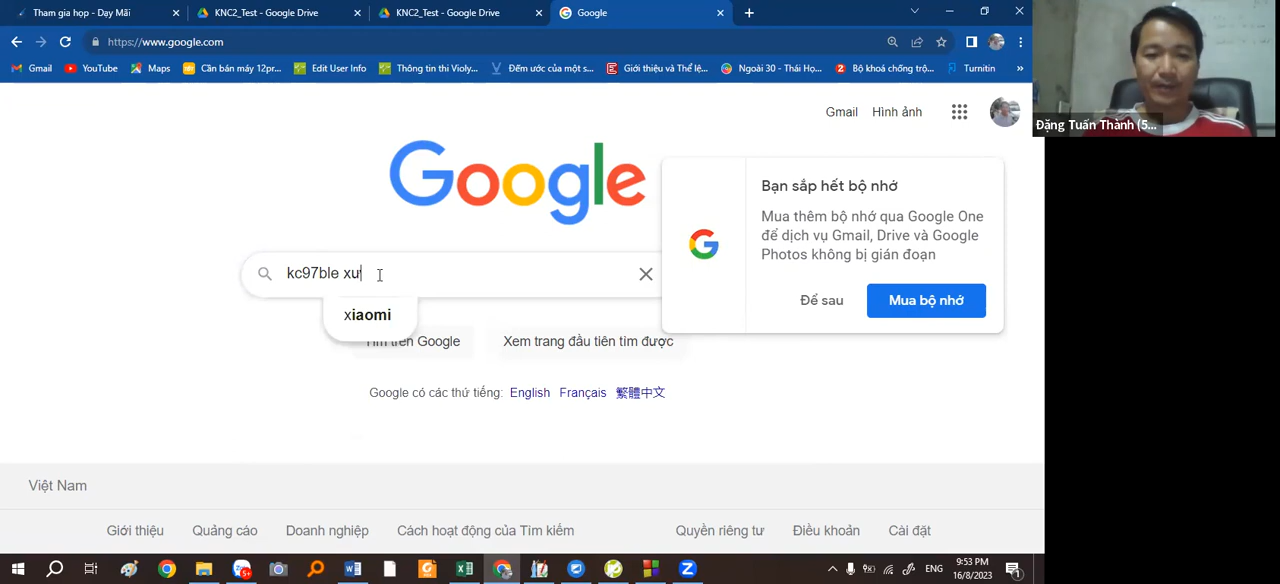 Tham gia họp - Dạy Mãi
KNC2_Test - Google Drive
KNC2_Test - Google Drive
Google
https://www.google.com
Gmail
YouTube
Maps
Cần bán máy 12pr...
Edit User Info
Thông tin thi Violy...
Đếm ước của một s...
Giới thiệu và Thể lệ...
Ngoài 30 - Thái Họ...
Bộ khoá chống trộ...
Turnitin
»
Đặng Tuấn Thành (5...
Gmail
Hình ảnh
Google
Bạn sắp hết bộ nhớ
Mua thêm bộ nhớ qua Google One
để dịch vụ Gmail, Drive và Google
Photos không bị gián đoạn
Để sau
Mua bộ nhớ
kc97ble xư
xiaomi
Tìm trên Google
Xem trang đầu tiên tìm được
Google có các thứ tiếng: English Français 繁體中文
Việt Nam
Giới thiệu
Quảng cáo
Doanh nghiệp
Cách hoạt động của Tìm kiếm
Quyền riêng tư
Điều khoản
Cài đặt
5+
ENG
9:53 PM
16/8/2023
1